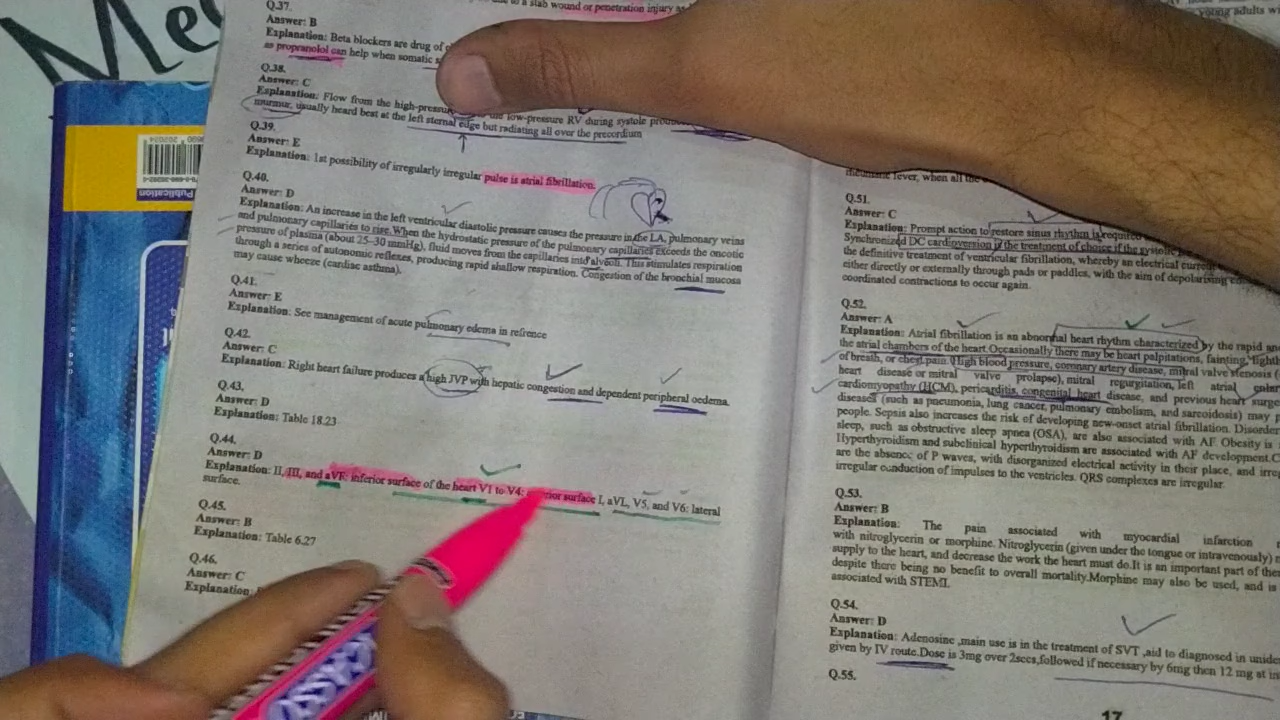 Me
to a stab wound or penetration injury
Q.37.
Answer: B
Explanation: Beta blockers are drug of
as propranolol can help when somatic
Q.38.
Answer: C
Explanation: Flow from the high-pressure
the low-pressure RV during systole
murmur, usually heard best at the left sternal edge but radiating all over the precordium
Q.39.
Answer: E
Explanation: 1st possibility of irregularly irregular pulse is atrial fibrillation.
Q.40.
Answer: D
Explanation: An increase in the left ventricular diastolic pressure causes the pressure in the LA, pulmonary veins
and pulmonary capillaries to rise. When the hydrostatic pressure of the pulmonary capillaries exceeds the oncotic
pressure of plasma (about 25–30 mmHg), fluid moves from the capillaries into alveoli. This stimulates respiration
through a series of autonomic reflexes, producing rapid shallow respiration. Congestion of the bronchial mucosa
may cause wheeze (cardiac asthma).
Q.41.
Answer: E
Explanation: See management of acute pulmonary edema in refrence
Q.42
Answer: C
Explanation: Right heart failure produces a high JVP with hepatic congestion and dependent peripheral oedema.
Q.43.
Answer: D
Explanation: Table 18.23
Q.44.
Answer: D
Explanation: II, III, and aVF: inferior surface of the heart V1 to V4: surface I, aVL, V5, and V6: lateral
surface.
Q.45.
Answer: B
Explanation: Table 6.27
Q.46.
Answer: C
Explanation
young adults
fever, when all the
Q.51.
Answer: C
Explanation: Prompt action to restore sinus rhythm is required
Synchronized DC cardioversion is the treatment of choice if the systolic
the definitive treatment of ventricular fibrillation, whereby an electrical current
either directly or externally through pads or paddles, with the aim of depolarising
coordinated contractions to occur again.
Q.52.
Answer: A
Explanation: Atrial fibrillation is an abnormal heart rhythm characterized by the rapid
the atrial chambers of the heart.Occasionally there may be heart palpitations, fainting,
of breath, or chest pain. High blood pressure, coronary artery disease, mitral valve
heart disease or mitral valve prolapse), mitral regurgitation, left atrial
cardiomyopathy (HCM), pericarditis, congenital heart disease, and previous heart
diseases (such as pneumonia, lung cancer, pulmonary embolism, and sarcoidosis) may
people. Sepsis also increases the risk of developing new-onset atrial fibrillation.
sleep, such as obstructive sleep apnea (OSA), are also associated with AF Obesity is
Hyperthyroidism and subclinical hyperthyroidism are associated with AF development.
are the absence of P waves, with disorganized electrical activity in their place, and
irregular conduction of impulses to the ventricles. QRS complexes are irregular.
Q.53.
Answer: B
Explanation: The pain associated with myocardial infarction
with nitroglycerin or morphine. Nitroglycerin (given under the tongue or intravenously)
supply to the heart, and decrease the work the heart must do.It is an important part of
despite there being no benefit to overall mortality.Morphine may also be used, and is
associated with STEMI.
Q.54.
Answer: D
Explanation: Adenosine ,main use is in the treatment of SVT ,aid to diagnosed in
given by IV route.Dose is 3mg over 2secs,followed if necessary by 6mg then 12 mg at
Q.55.
17
Publication
PICASSO